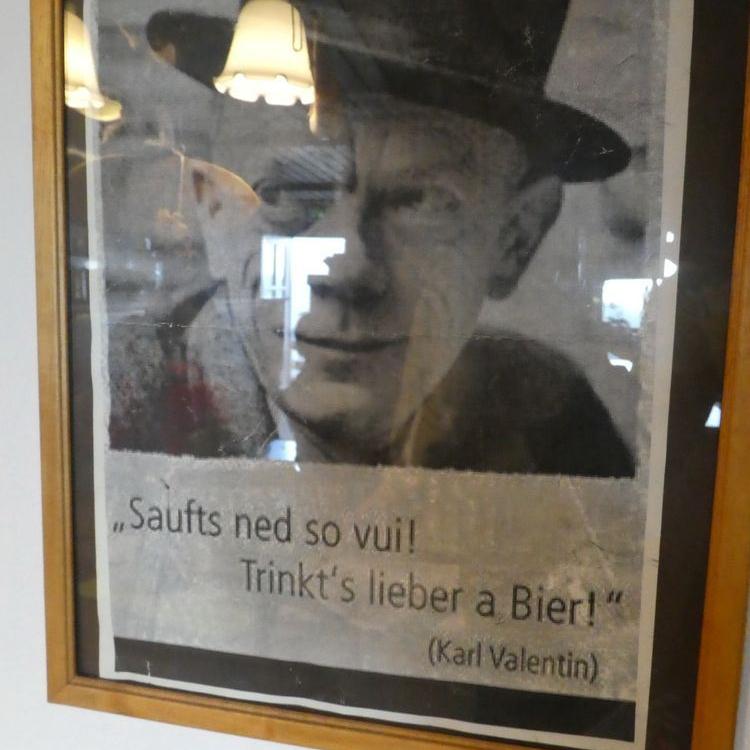 „Saufts ned so vui!
Trinkt‘s lieber a Bier!“
(Karl Valentin)